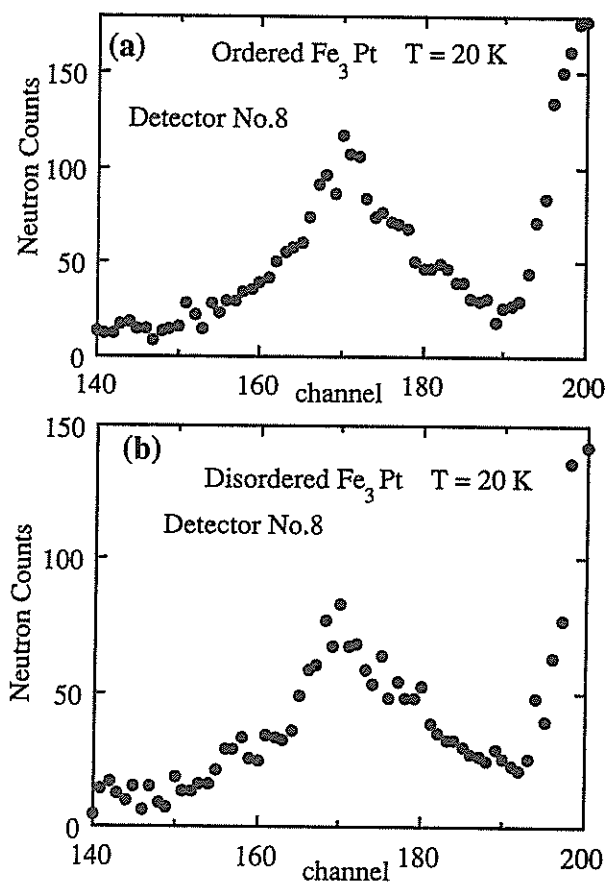 (a) Ordered Fe3Pt T = 20 K
Detector No.8
Neutron Counts
150
100
50
0
140 160 180 200
channel
(b)
Disordered Fe3Pt T = 20 K
Detector No.8
Neutron Counts
150
100
50
0
140 160 180 200
channel